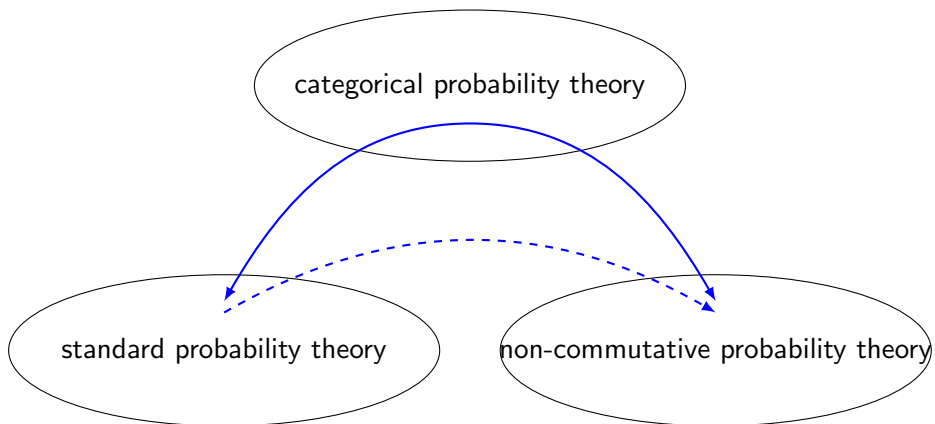 categorical probability theory
standard probability theory
non-commutative probability theory